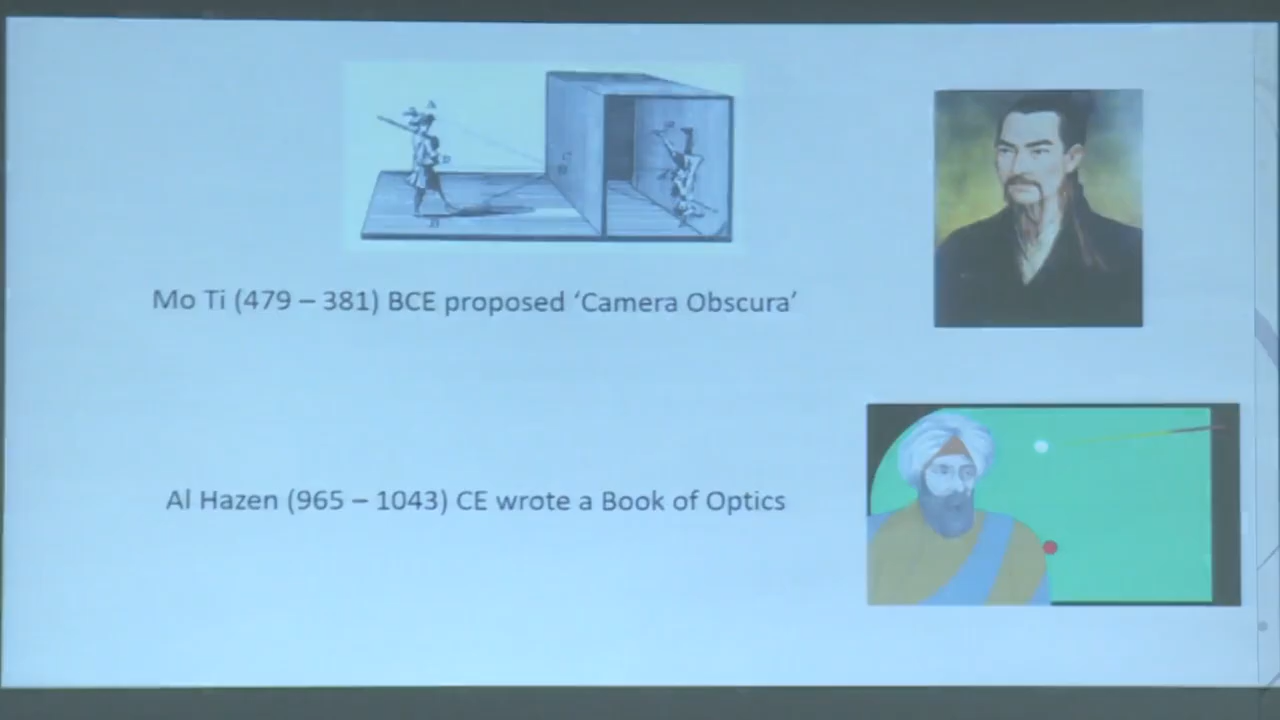 Mo Ti (479 – 381) BCE proposed ‘Camera Obscura’
Al Hazen (965 – 1043) CE wrote a Book of Optics